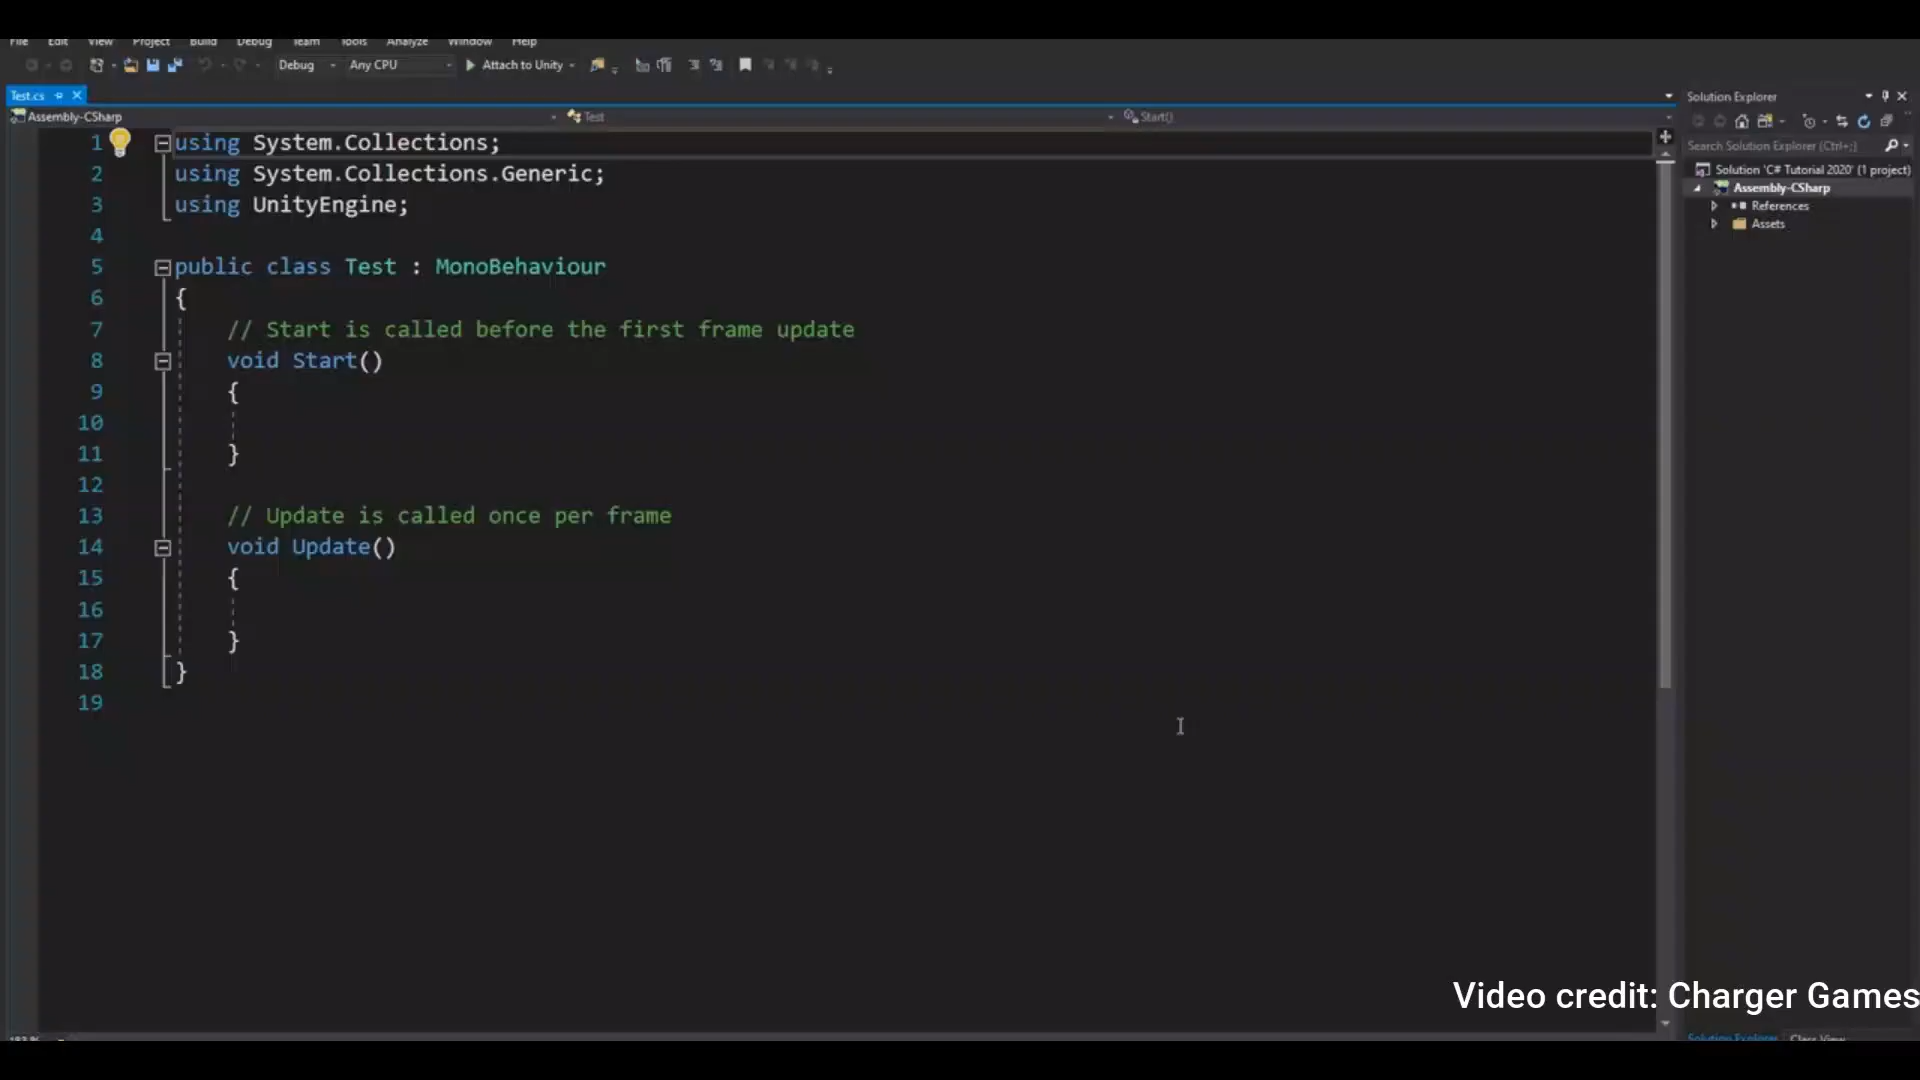 File Edit View Project Build Debug Team Tools Analyze Window Help
Debug Any CPU Attach to Unity
Test.cs
Assembly-CSharp Test Start()
1 using System.Collections;
2 using System.Collections.Generic;
3 using UnityEngine;
4
5 public class Test : MonoBehaviour
6 {
7 // Start is called before the first frame update
8 void Start()
9 {
10
11 }
12
13 // Update is called once per frame
14 void Update()
15 {
16
17 }
18 }
19
Solution Explorer
Search Solution Explorer (Ctrl+;)
Solution 'C# Tutorial 2020' (1 project)
Assembly-CSharp
References
Assets
Video credit: Charger Games
Solution Explorer Class View